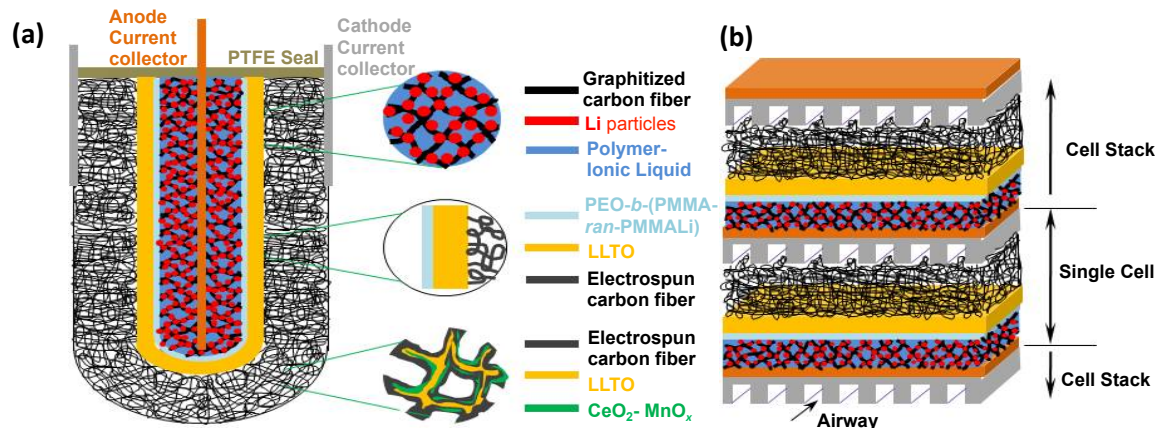 (a)
Anode
Current
collector
PTFE Seal
Cathode
Current
collector
Graphitized
carbon fiber
Li particles
Polymer-
Ionic Liquid
PEO-b-(PMMA-
ran-PMMALi)
LLTO
Electrospun
carbon fiber
Electrospun
carbon fiber
LLTO
CeO₂- MnOₓ
(b)
Cell Stack
Single Cell
Cell Stack
Airway